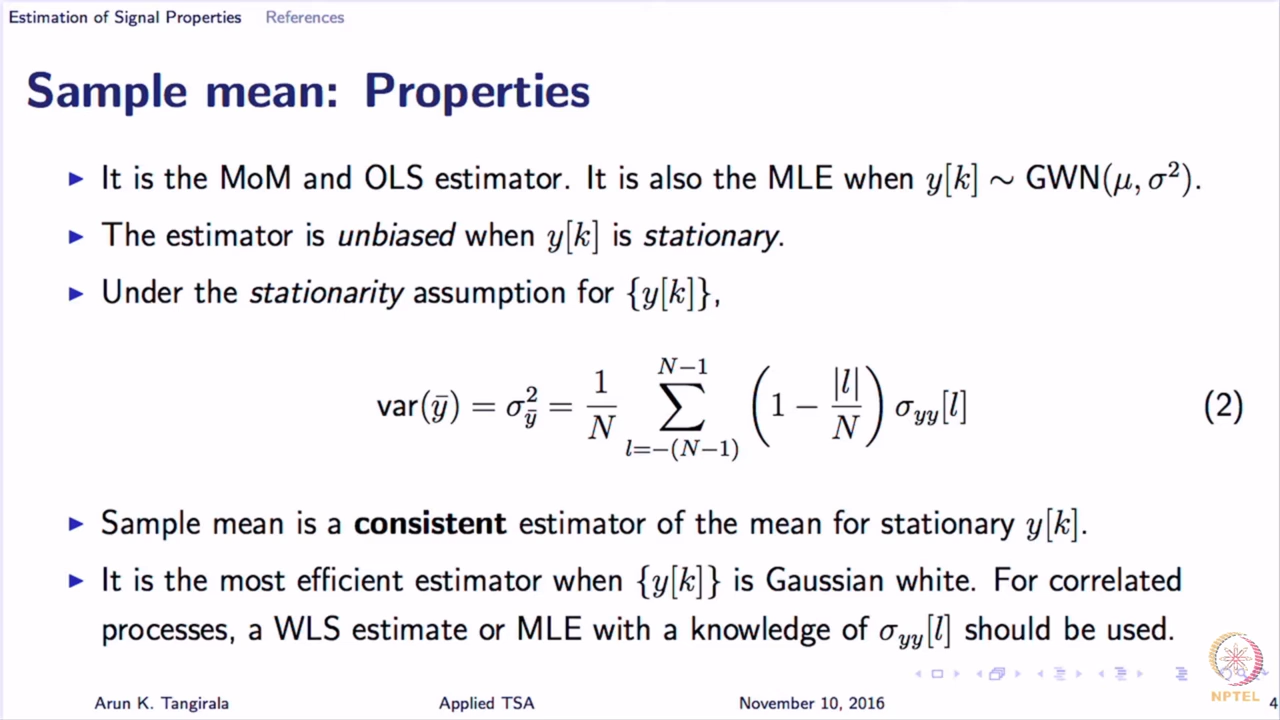 Estimation of Signal Properties References
Sample mean: Properties
▶ It is the MoM and OLS estimator. It is also the MLE when y[k] ∼ GWN(μ, σ²).
▶ The estimator is unbiased when y[k] is stationary.
▶ Under the stationarity assumption for {y[k]},
var(ȳ) = σ²_ȳ = 1/N ∑_{l=−(N−1)}^{N−1} (1 − |l|/N) σ_yy[l] (2)
▶ Sample mean is a consistent estimator of the mean for stationary y[k].
▶ It is the most efficient estimator when {y[k]} is Gaussian white. For correlated
processes, a WLS estimate or MLE with a knowledge of σ_yy[l] should be used.
NPTEL
Arun K. Tangirala Applied TSA November 10, 2016 4